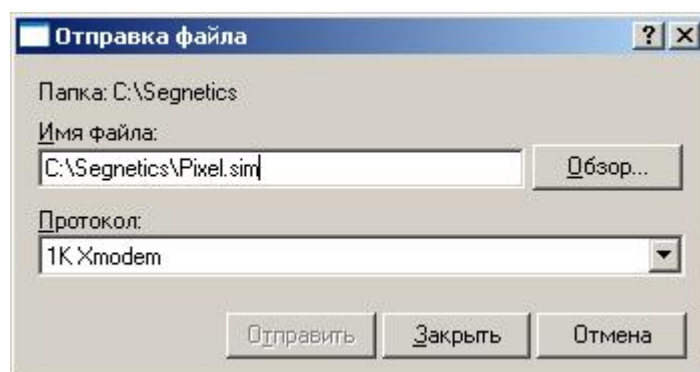 Отправка файла
Папка: C:\Segnetics
Имя файла:
C:\Segnetics\Pixel.sim
Обзор...
Протокол:
1K Xmodem
Отправить Закрыть Отмена